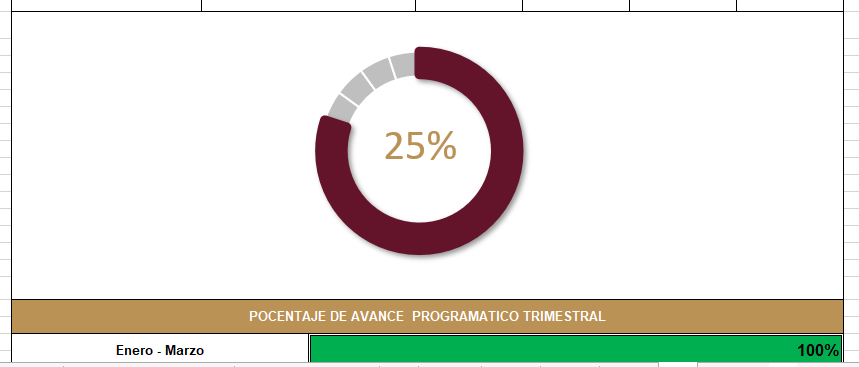 25%
POCENTAJE DE AVANCE  PROGRAMATICO TRIMESTRAL
Enero - Marzo
100%